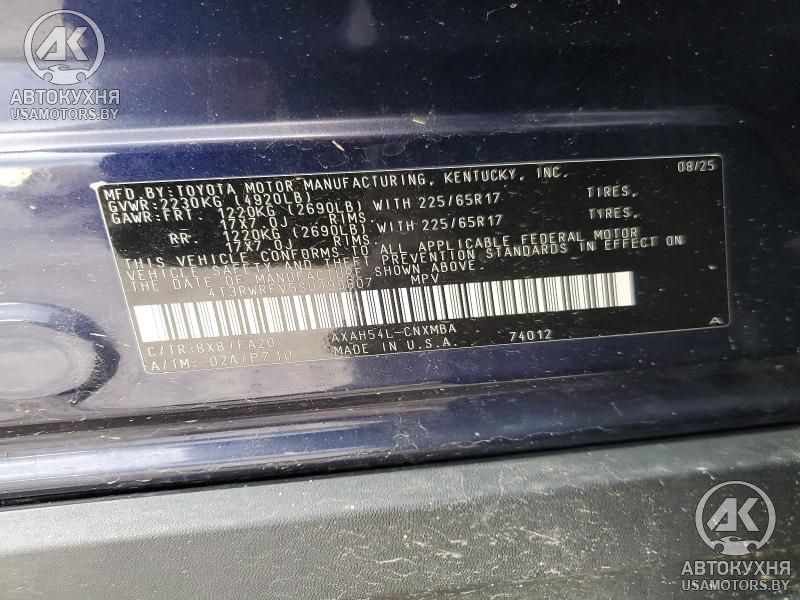 AK
АВТОКУХНЯ
USAMOTORS.BY
MFD.BY:TOYOTA MOTOR MANUFACTURING, KENTUCKY, INC. 08/25
GVWR:2230KG (4920LB)
GAWR:FRT. 1220KG (2690LB) WITH 225/65R17 TIRES.
17X7.0J RIMS.
RR. 1220KG (2690LB) WITH 225/65R17 TIRES.
17X7.0J RIMS.
THIS VEHICLE CONFORMS TO ALL APPLICABLE FEDERAL MOTOR
VEHICLE SAFETY AND THEFT PREVENTION STANDARDS IN EFFECT ON
THE DATE OF MANUFACTURE SHOWN ABOVE.
MPV
C/TR:8X8/FA20 AXAH54L-CNXMBA
A/TM:-02A/P710 MADE IN U.S.A. 74012 A
AK
АВТОКУХНЯ
USAMOTORS.BY